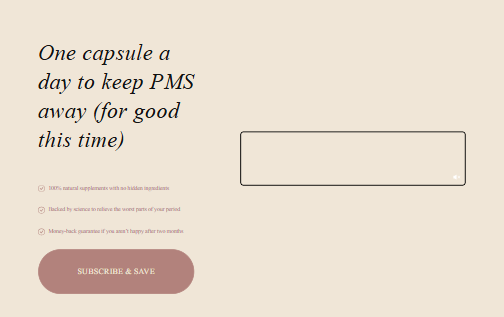 One capsule a
day to keep PMS
away (for good
this time)
100% natural supplements with no hidden ingredients
Backed by science to relieve the worst parts of your period
Money-back guarantee if you aren't happy after two months
SUBSCRIBE & SAVE